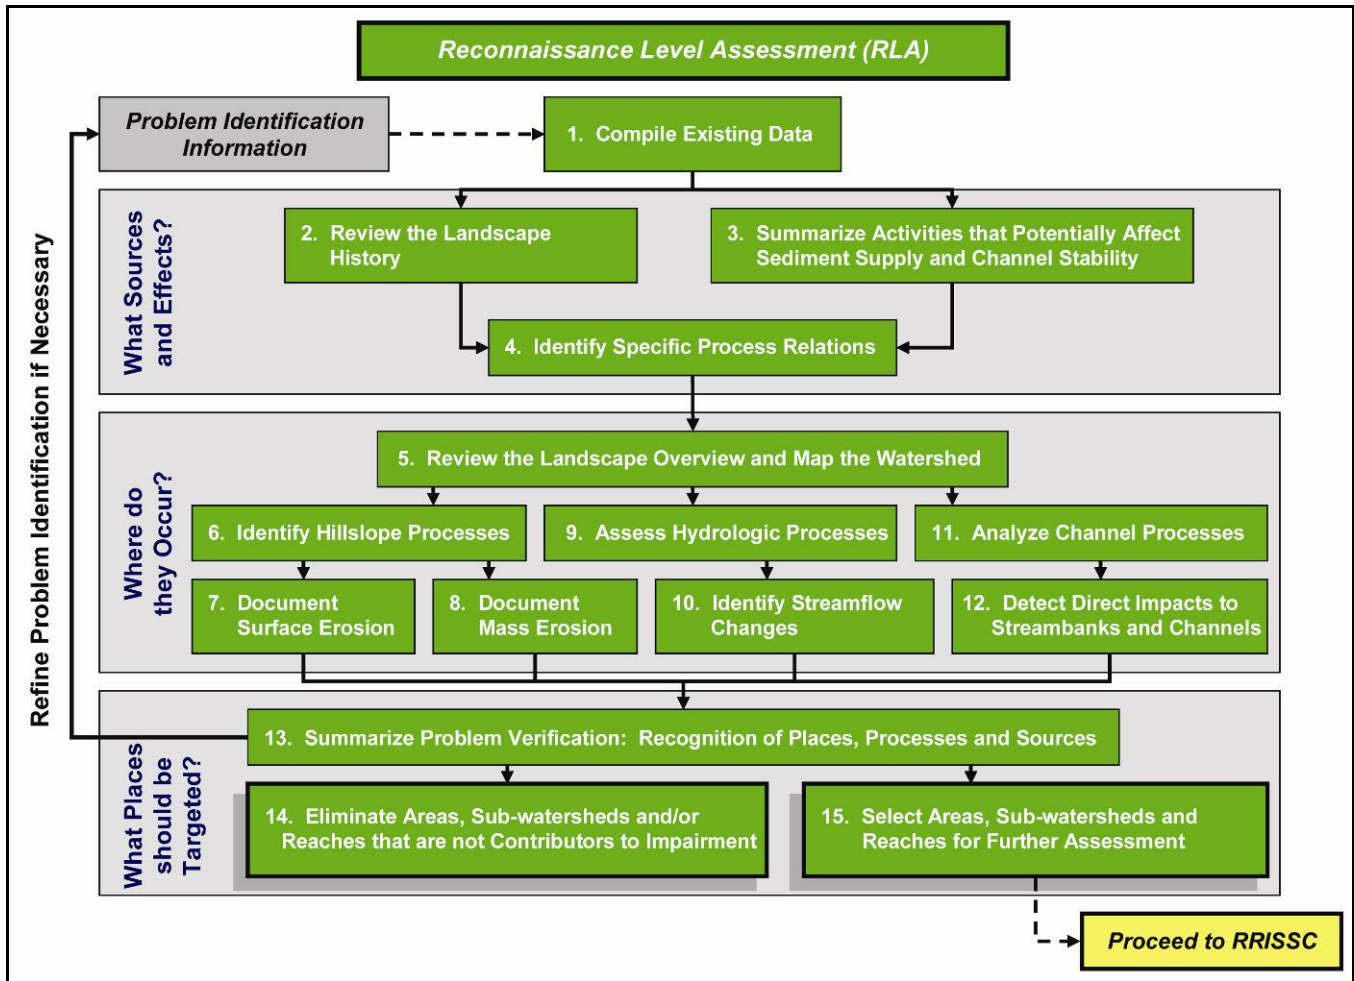 Reconnaissance Level Assessment (RLA)
Problem Identification
Information
1. Compile Existing Data
Refine Problem Identification if Necessary
What Sources
and Effects?
2. Review the Landscape
History
3. Summarize Activities that Potentially Affect
Sediment Supply and Channel Stability
4. Identify Specific Process Relations
Where do
they Occur?
5. Review the Landscape Overview and Map the Watershed
6. Identify Hillslope Processes
9. Assess Hydrologic Processes
11. Analyze Channel Processes
7. Document
Surface Erosion
8. Document
Mass Erosion
10. Identify Streamflow
Changes
12. Detect Direct Impacts to
Streambanks and Channels
What Places
should be
Targeted?
13. Summarize Problem Verification: Recognition of Places, Processes and Sources
14. Eliminate Areas, Sub-watersheds and/or
Reaches that are not Contributors to Impairment
15. Select Areas, Sub-watersheds and
Reaches for Further Assessment
Proceed to RRISSC